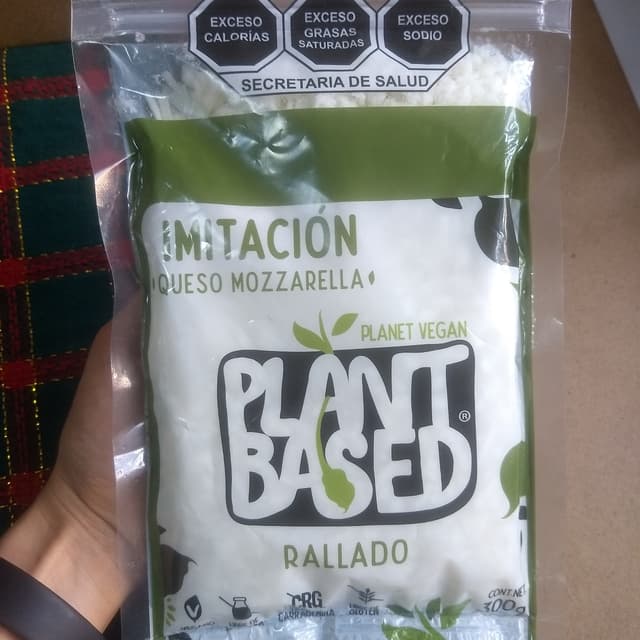 EXCESO
CALORÍAS
EXCESO
GRASAS
SATURADAS
EXCESO
SODIO
SECRETARIA DE SALUD
IMITACIÓN
QUESO MOZZARELLA
PLANET VEGAN
PLANT
BASED
®
RALLADO
CRG